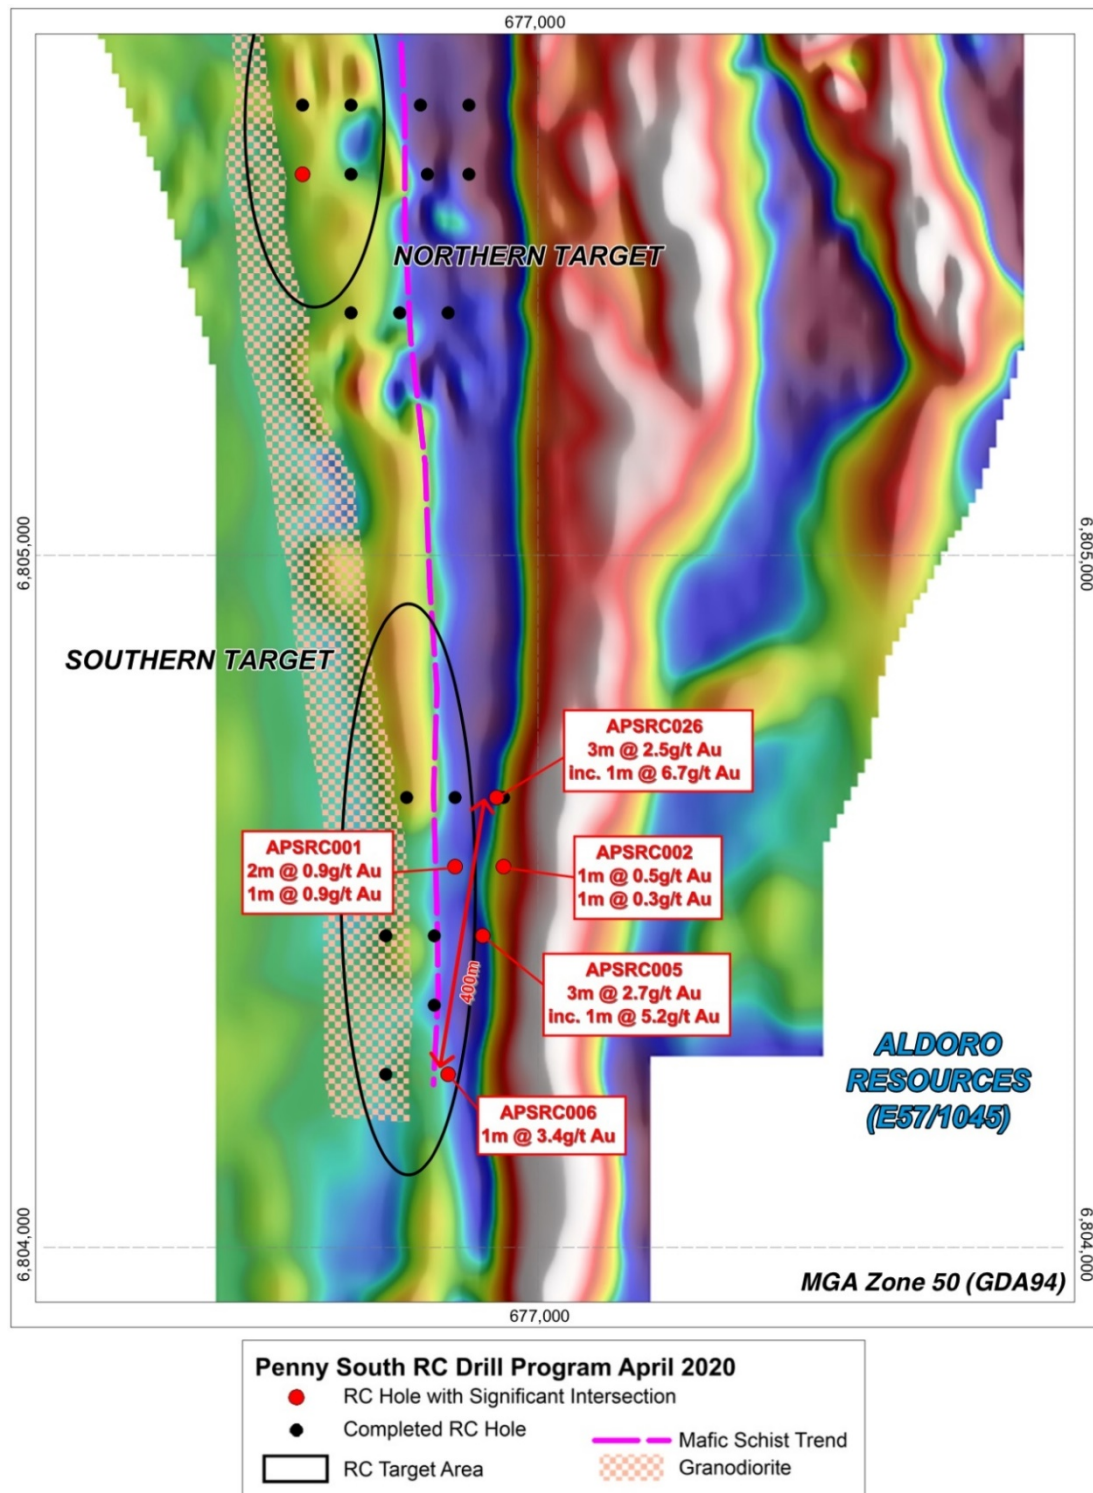 677,000
NORTHERN TARGET
6,805,000
6,805,000
SOUTHERN TARGET
APSRC026
3m @ 2.5g/t Au
inc. 1m @ 6.7g/t Au
APSRC001
2m @ 0.9g/t Au
1m @ 0.9g/t Au
APSRC002
1m @ 0.5g/t Au
1m @ 0.3g/t Au
400m
APSRC005
3m @ 2.7g/t Au
inc. 1m @ 5.2g/t Au
ALDORO
RESOURCES
(E57/1045)
APSRC006
1m @ 3.4g/t Au
6,804,000
6,804,000
MGA Zone 50 (GDA94)
677,000
Penny South RC Drill Program April 2020
RC Hole with Significant Intersection
Completed RC Hole
Mafic Schist Trend
RC Target Area
Granodiorite